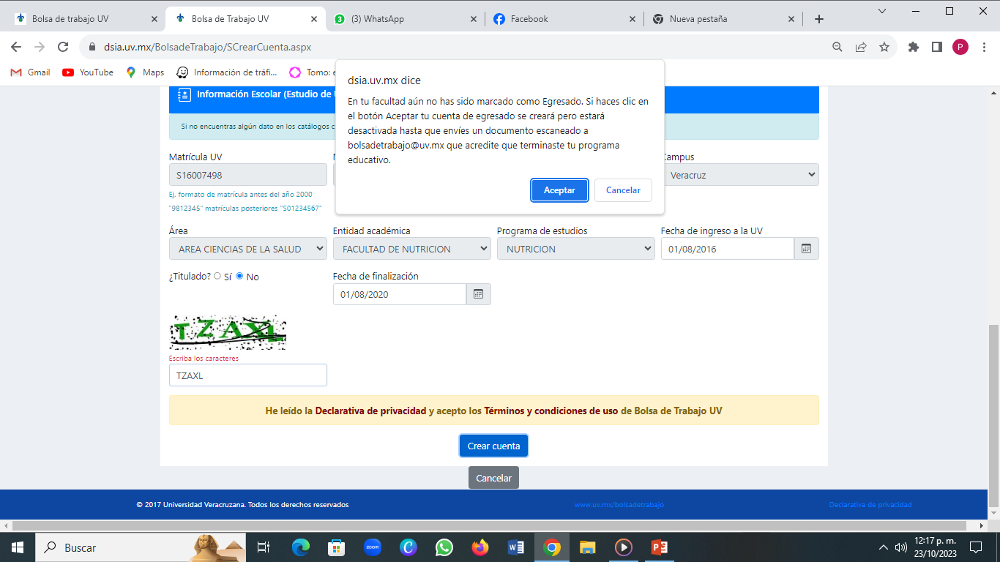 Bolsa de trabajo UV
Bolsa de Trabajo UV
(3) WhatsApp
Facebook
Nueva pestaña
dsia.uv.mx/BolsadeTrabajo/SCrearCuenta.aspx
P
Gmail
YouTube
Maps
Información de tráfi...
Tomo: e
dsia.uv.mx dice
En tu facultad aún no has sido marcado como Egresado. Si haces clic en
el botón Aceptar tu cuenta de egresado se creará pero estará
desactivada hasta que envíes un documento escaneado a
bolsadetrabajo@uv.mx que acredite que terminaste tu programa
educativo.
Aceptar
Cancelar
Información Escolar (Estudio de
Si no encuentras algún dato en los catálogos
Matrícula UV
Campus
S16007498
Veracruz
Ej. formato de matrícula antes del año 2000
"9812345" matrículas posteriores "S01234567"
Área
Entidad académica
Programa de estudios
Fecha de ingreso a la UV
AREA CIENCIAS DE LA SALUD
FACULTAD DE NUTRICION
NUTRICION
01/08/2016
¿Titulado? Sí No
Fecha de finalización
01/08/2020
TZAXL
Escriba los caracteres
TZAXL
He leído la Declarativa de privacidad y acepto los Términos y condiciones de uso de Bolsa de Trabajo UV
Crear cuenta
Cancelar
© 2017 Universidad Veracruzana. Todos los derechos reservados
www.uv.mx/bolsadetrabajo
Declarativa de privacidad
Buscar
zoom
12:17 p. m.
23/10/2023